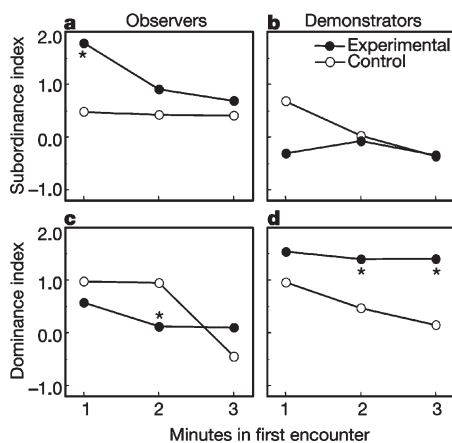 Observers
Demonstrators
a
b
2.0
1.0
0.0
−1.0
Subordinance index
*
Experimental
Control
c
d
2.0
1.0
0.0
−1.0
Dominance index
*
*
*
1 2 3
1 2 3
Minutes in first encounter